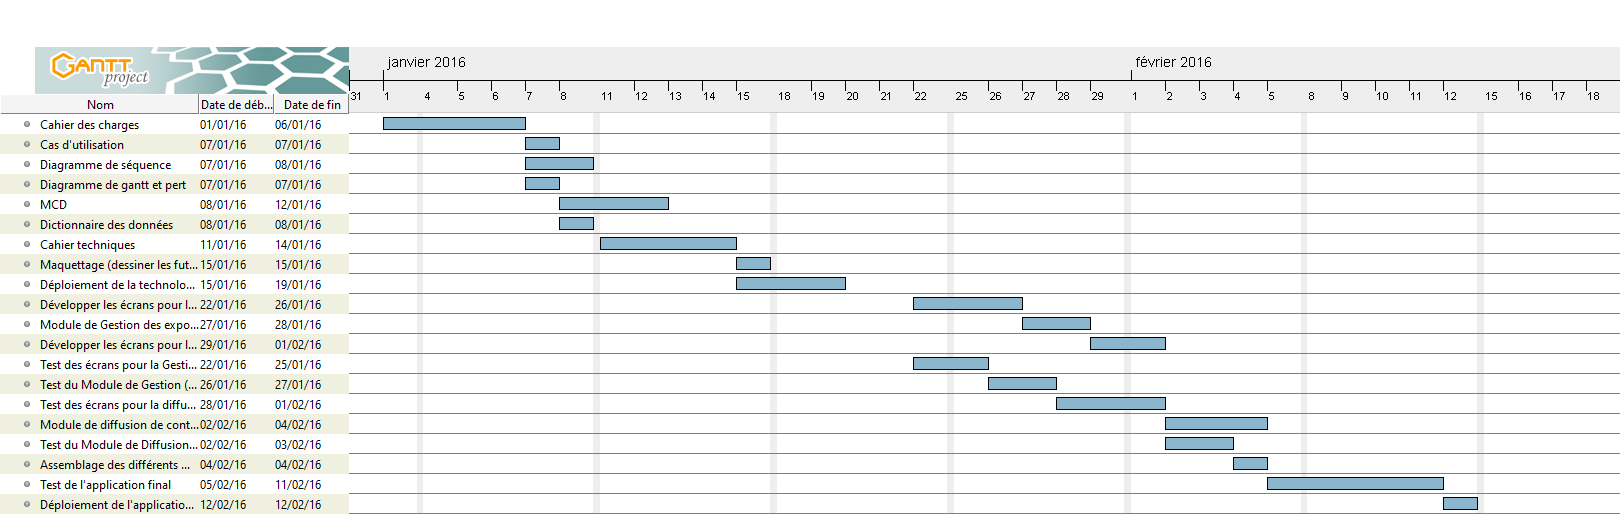 GANTT
project
janvier 2016 février 2016
31 1 4 5 6 7 8 11 12 13 14 15 18 19 20 21 22 25 26 27 28 29 1 2 3 4 5 8 9 10 11 12 15 16 17 18
Nom Date de déb... Date de fin
Cahier des charges 01/01/16 06/01/16
Cas d'utilisation 07/01/16 07/01/16
Diagramme de séquence 07/01/16 08/01/16
Diagramme de gantt et pert 07/01/16 07/01/16
MCD 08/01/16 12/01/16
Dictionnaire des données 08/01/16 08/01/16
Cahier techniques 11/01/16 14/01/16
Maquettage (dessiner les fut... 15/01/16 15/01/16
Déploiement de la technolo... 15/01/16 19/01/16
Développer les écrans pour l... 22/01/16 26/01/16
Module de Gestion des expo... 27/01/16 28/01/16
Développer les écrans pour l... 29/01/16 01/02/16
Test des écrans pour la Gesti... 22/01/16 25/01/16
Test du Module de Gestion (... 26/01/16 27/01/16
Test des écrans pour la diffu... 28/01/16 01/02/16
Module de diffusion de cont... 02/02/16 04/02/16
Test du Module de Diffusion... 02/02/16 03/02/16
Assemblage des différents ... 04/02/16 04/02/16
Test de l'application final 05/02/16 11/02/16
Déploiement de l'applicatio... 12/02/16 12/02/16